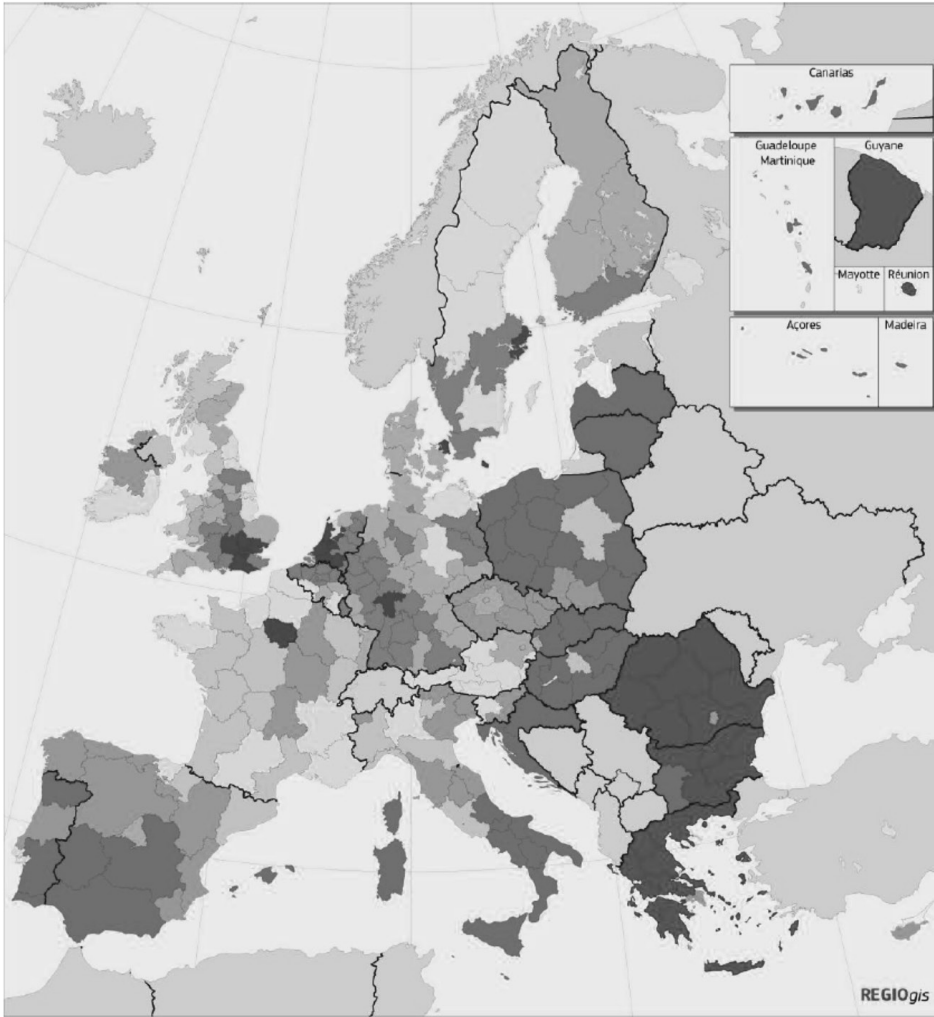 Canarias
Guadeloupe
Martinique
Guyane
Mayotte
Réunion
Açores
Madeira
REGIOgis